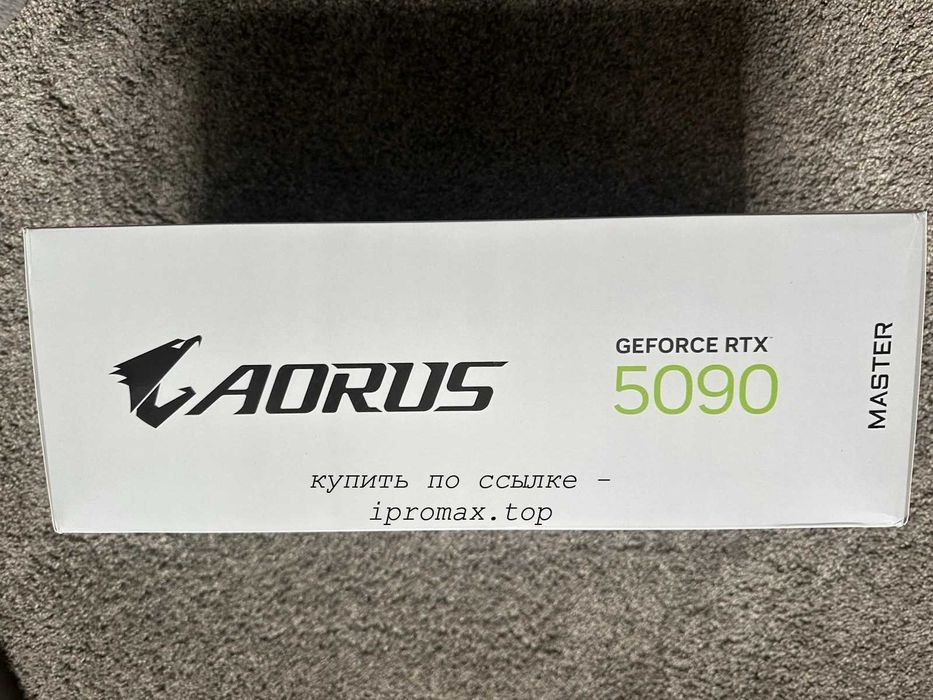 AORUS
GEFORCE RTX
5090
MASTER
купить по ссылке -
ipromax.top